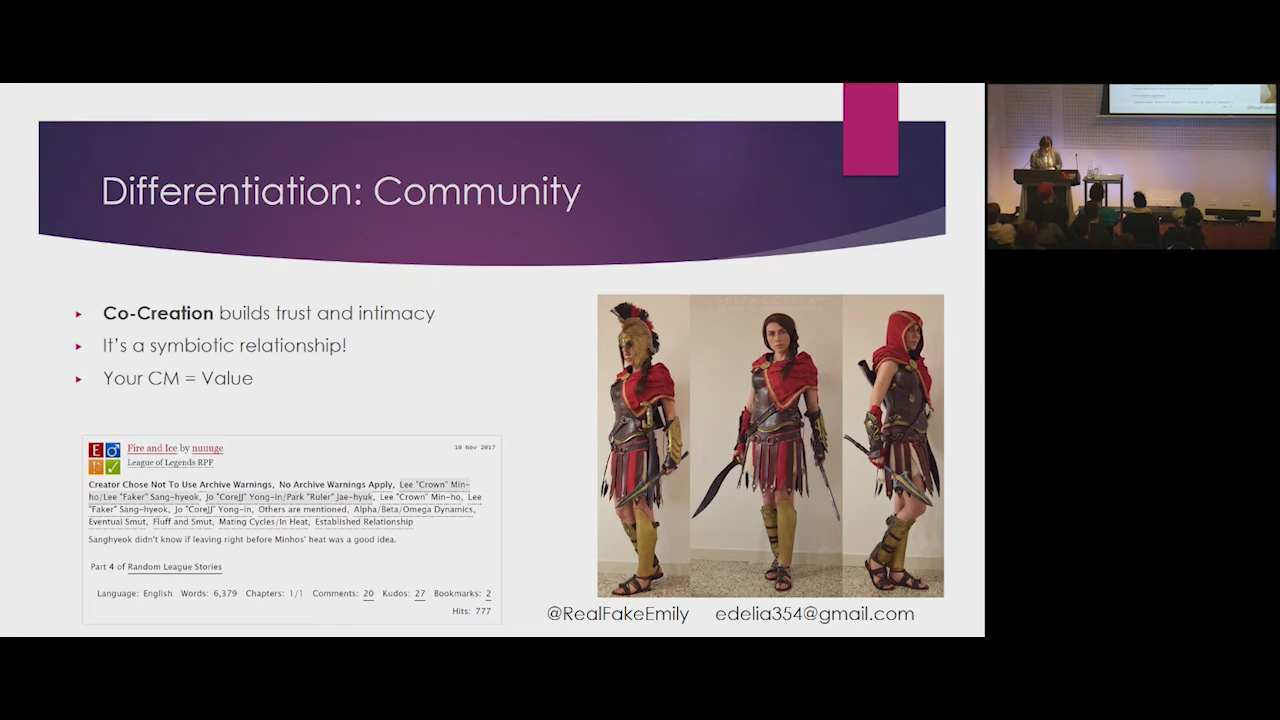 Differentiation: Community
Co-Creation builds trust and intimacy
It's a symbiotic relationship!
Your CM = Value
Fire and Ice by nuuuge
10 Nov 2017
League of Legends RPF
Creator Chose Not To Use Archive Warnings, No Archive Warnings Apply, Lee "Crown" Min-
ho/Lee "Faker" Sang-hyeok, Jo "CoreJJ" Yong-in/Park "Ruler" Jae-hyuk, Lee "Crown" Min-ho, Lee
"Faker" Sang-hyeok, Jo "CoreJJ" Yong-in, Others are mentioned, Alpha/Beta/Omega Dynamics,
Eventual Smut, Fluff and Smut, Mating Cycles/In Heat, Established Relationship
Sanghyeok didn't know if leaving right before Minhos' heat was a good idea.
Part 4 of Random League Stories
Language: English Words: 6,379 Chapters: 1/1 Comments: 20 Kudos: 27 Bookmarks: 2
Hits: 777
@RealFakeEmily edelia354@gmail.com